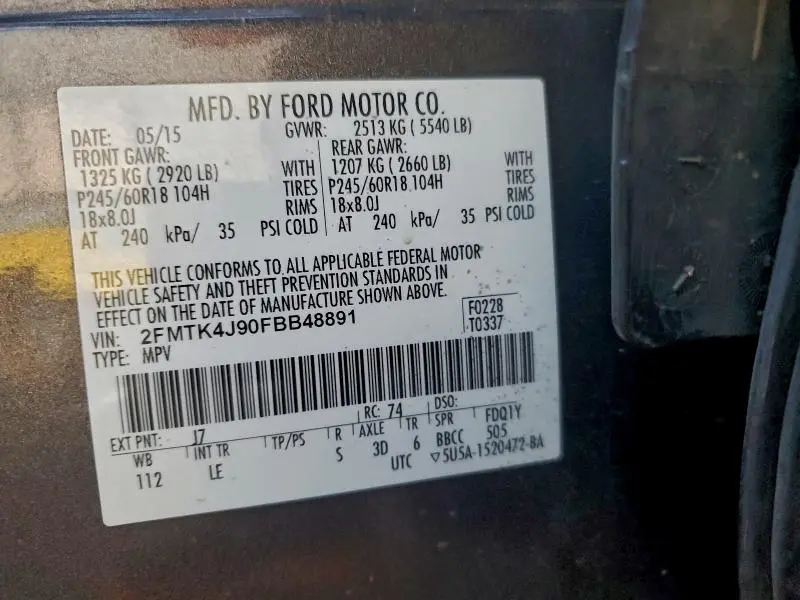 MFD. BY FORD MOTOR CO.
DATE: 05/15 GVWR: 2513 KG ( 5540 LB)
FRONT GAWR: REAR GAWR:
1325 KG ( 2920 LB) WITH 1207 KG ( 2660 LB) WITH
P245/60R18 104H TIRES P245/60R18 104H TIRES
18x8.0J RIMS 18x8.0J RIMS
AT 240 kPa/ 35 PSI COLD AT 240 kPa/ 35 PSI COLD
THIS VEHICLE CONFORMS TO ALL APPLICABLE FEDERAL MOTOR
VEHICLE SAFETY AND THEFT PREVENTION STANDARDS IN
EFFECT ON THE DATE OF MANUFACTURE SHOWN ABOVE.
VIN: 2FMTK4J90FBB48891 F0228
TYPE: MPV T0337
EXT PNT: J7 RC: 74 DSO:
WB INT TR TP/PS R AXLE TR SPR FDQ1Y
112 LE S 3D 6 BBCC 505
UTC ▽5U5A-1520472-BA